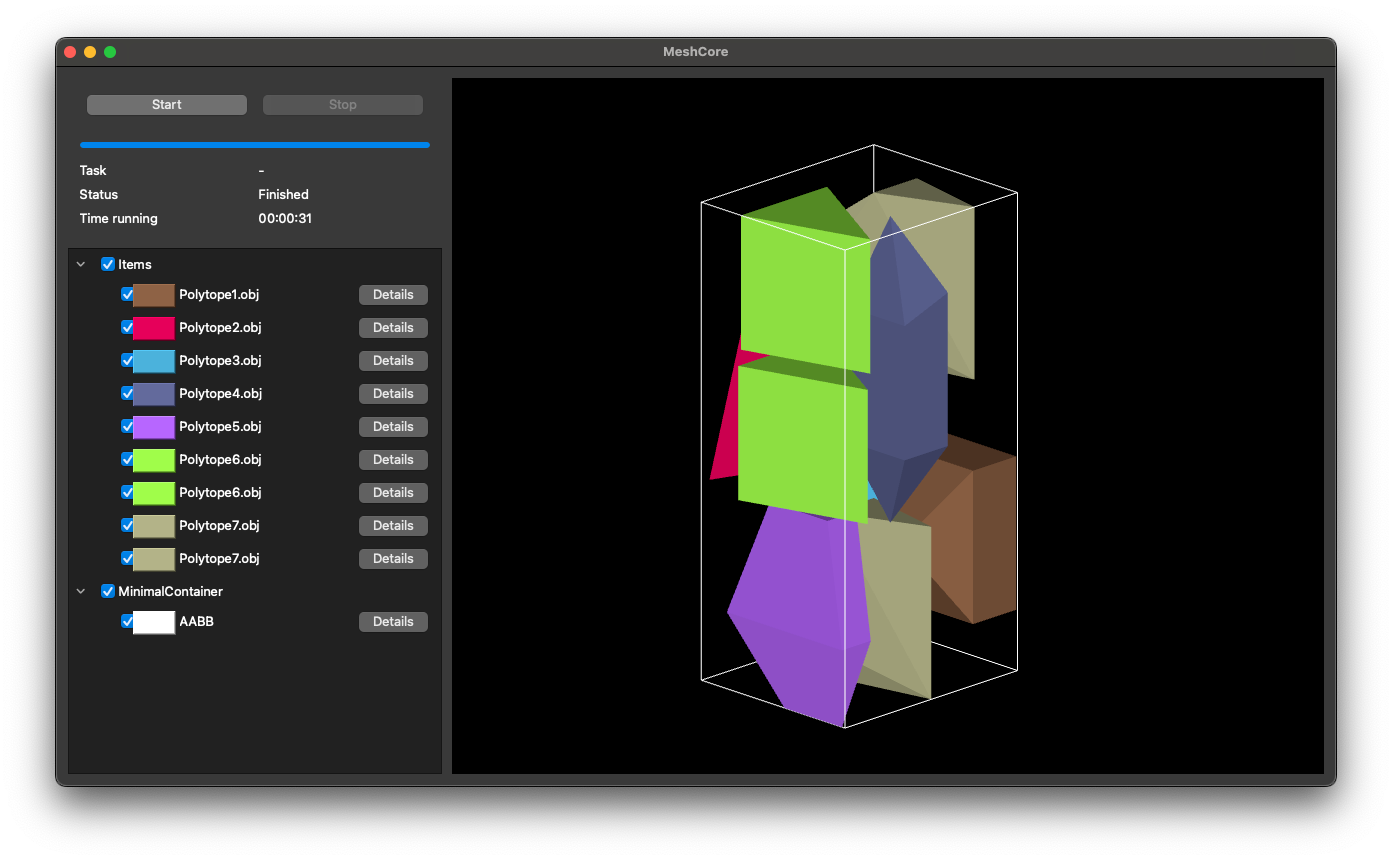 MeshCore
Start Stop
Task -
Status Finished
Time running 00:00:31
Items
Polytope1.obj Details
Polytope2.obj Details
Polytope3.obj Details
Polytope4.obj Details
Polytope5.obj Details
Polytope6.obj Details
Polytope6.obj Details
Polytope7.obj Details
Polytope7.obj Details
MinimalContainer
AABB Details